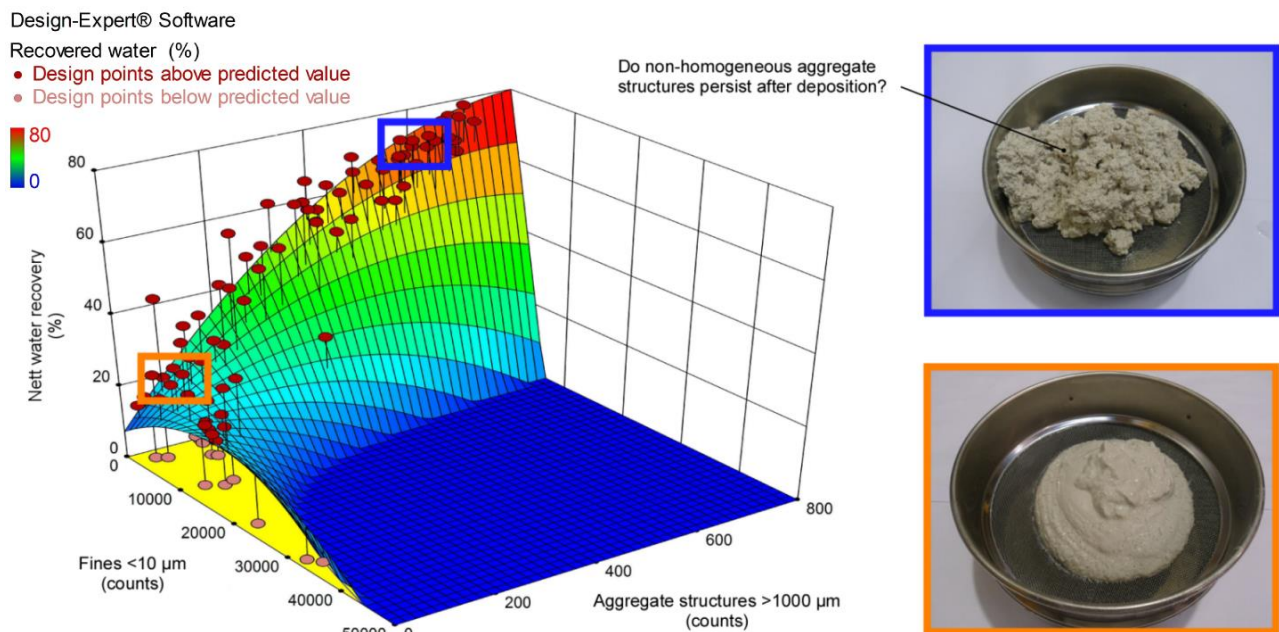 Design-Expert® Software
Recovered water (%)
Design points above predicted value
Design points below predicted value
80
0
Do non-homogeneous aggregate
structures persist after deposition?
80
60
40
20
0
Nett water recovery
(%)
0
10000
20000
30000
40000
50000
Fines <10 µm
(counts)
0
200
400
600
800
Aggregate structures >1000 µm
(counts)